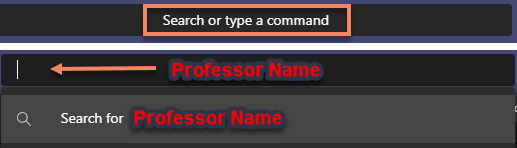 Search or type a command
Professor Name
Search for Professor Name